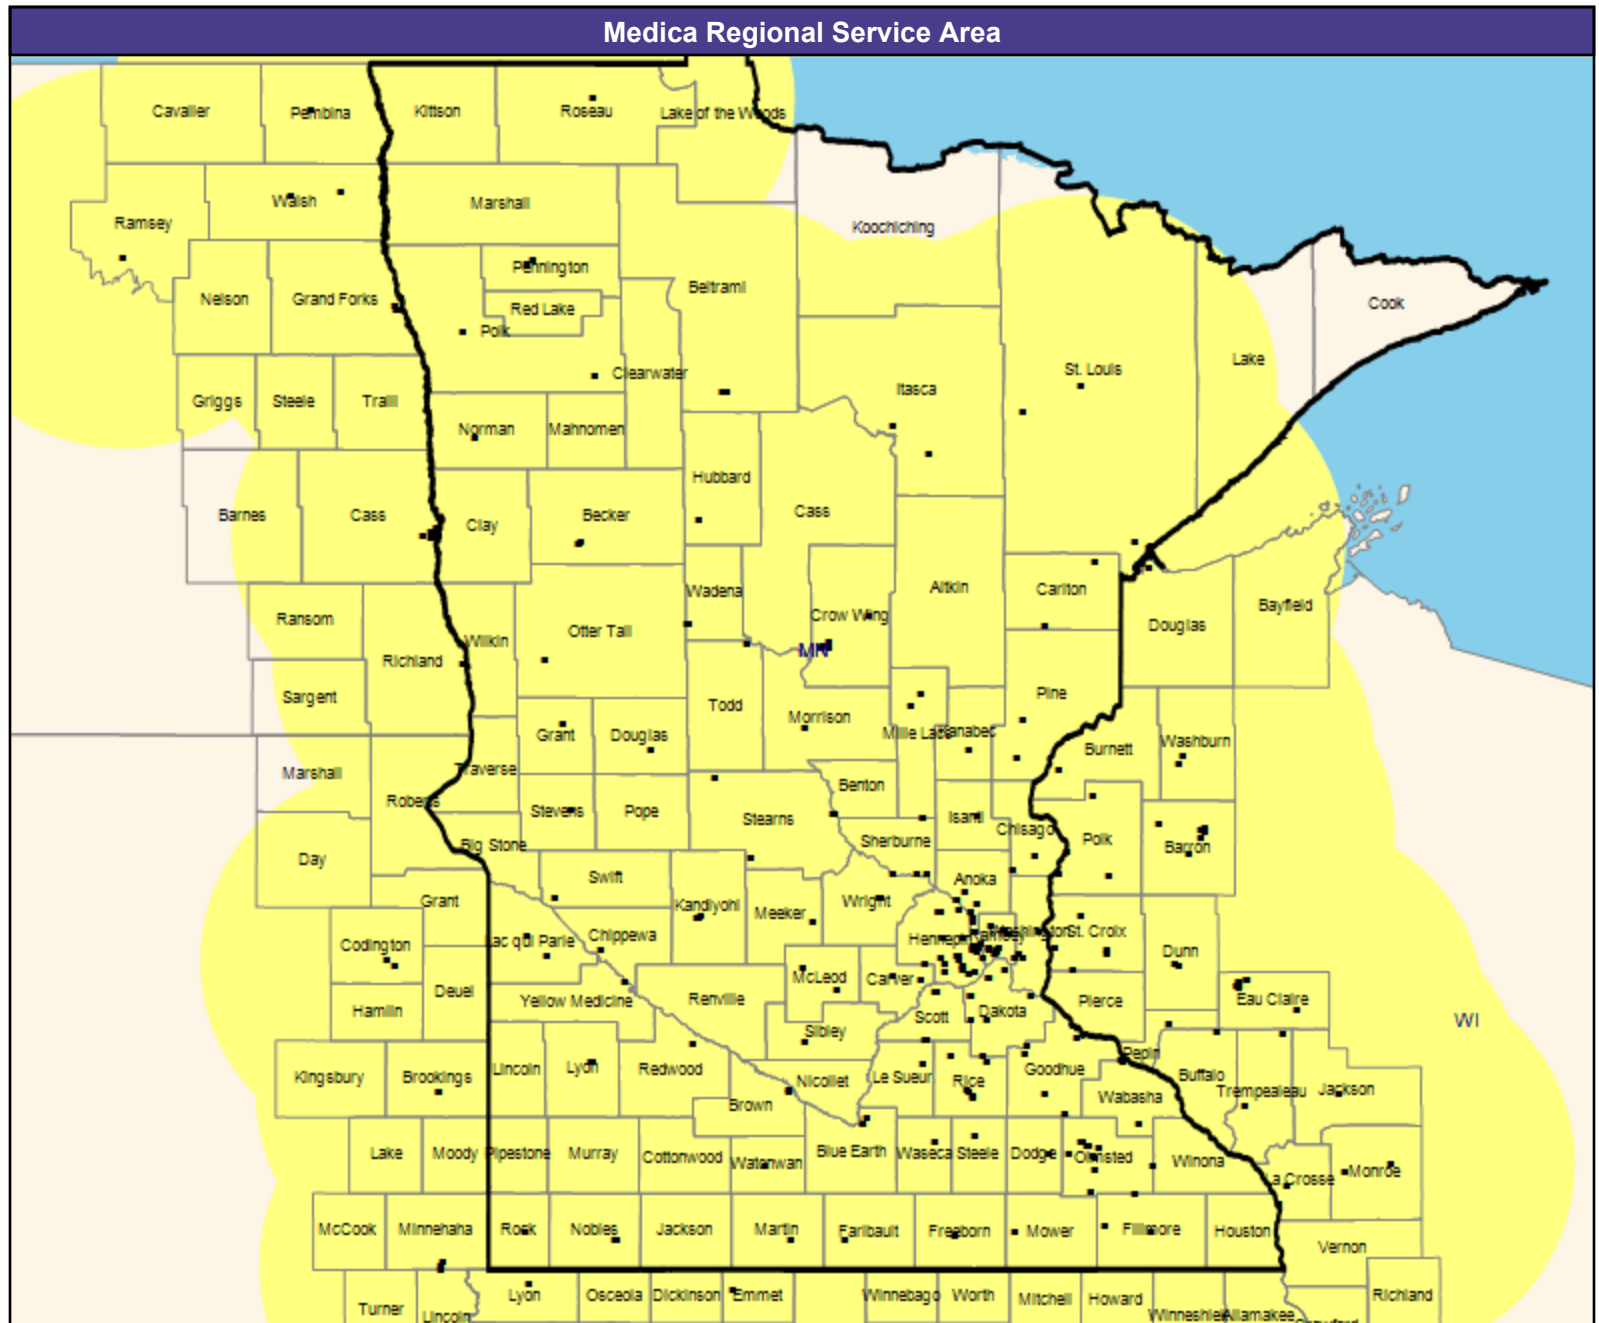 Medica Regional Service Area
Cavalier
Pembina
Kittson
Roseau
Lake of the Woods
Walsh
Marshall
Ramsey
Koochiching
Pennington
Nelson
Grand Forks
Beltrami
Red Lake
Cook
Polk
Lake
St. Louis
Clearwater
Itasca
Griggs
Steele
Traill
Norman
Mahnomen
Hubbard
Cass
Barnes
Cass
Clay
Becker
Wadena
Aitkin
Carlton
Bayfield
Crow Wing
Ransom
Douglas
Otter Tail
Wilkin
MN
Richland
Sargent
Pine
Todd
Morrison
Mille Lacs
Kanabec
Grant
Douglas
Washburn
Burnett
Marshall
Traverse
Benton
Roberts
Stevens
Pope
Stearns
Isanti
Chisago
Sherburne
Polk
Big Stone
Barron
Day
Swift
Anoka
Grant
Kandiyohi
Meeker
Wright
Codington
Lac qui Parle
Chippewa
Hennepin
Ramsey
Washington
St. Croix
Dunn
McLeod
Carver
Deuel
Yellow Medicine
Renville
Pierce
Eau Claire
Hamlin
Scott
Dakota
WI
Sibley
Pepin
Kingsbury
Brookings
Lincoln
Lyon
Redwood
Nicollet
Le Sueur
Rice
Goodhue
Buffalo
Trempealeau
Jackson
Brown
Wabasha
Lake
Moody
Pipestone
Murray
Cottonwood
Watonwan
Blue Earth
Waseca
Steele
Dodge
Olmsted
Winona
La Crosse
Monroe
McCook
Minnehaha
Rock
Nobles
Jackson
Martin
Faribault
Freeborn
Mower
Fillmore
Houston
Vernon
Turner
Lincoln
Lyon
Osceola
Dickinson
Emmet
Winnebago
Worth
Mitchell
Howard
Winneshiek
Allamakee
Crawford
Richland